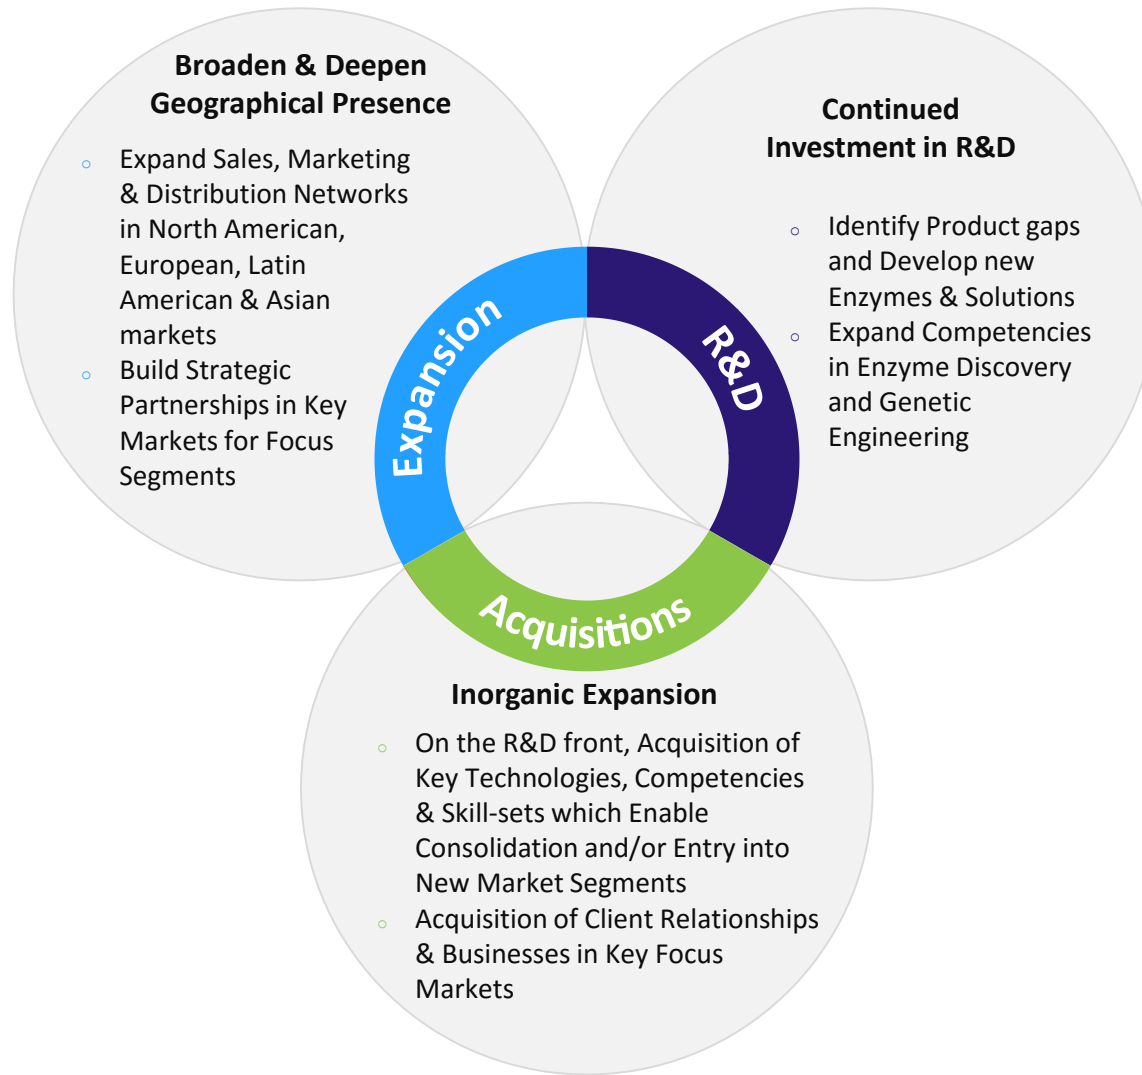 Broaden & Deepen
Geographical Presence
Expand Sales, Marketing
& Distribution Networks
in North American,
European, Latin
American & Asian
markets
Build Strategic
Partnerships in Key
Markets for Focus
Segments
Continued
Investment in R&D
Identify Product gaps
and Develop new
Enzymes & Solutions
Expand Competencies
in Enzyme Discovery
and Genetic
Engineering
Expansion
R&D
Acquisitions
Inorganic Expansion
On the R&D front, Acquisition of
Key Technologies, Competencies
& Skill-sets which Enable
Consolidation and/or Entry into
New Market Segments
Acquisition of Client Relationships
& Businesses in Key Focus
Markets